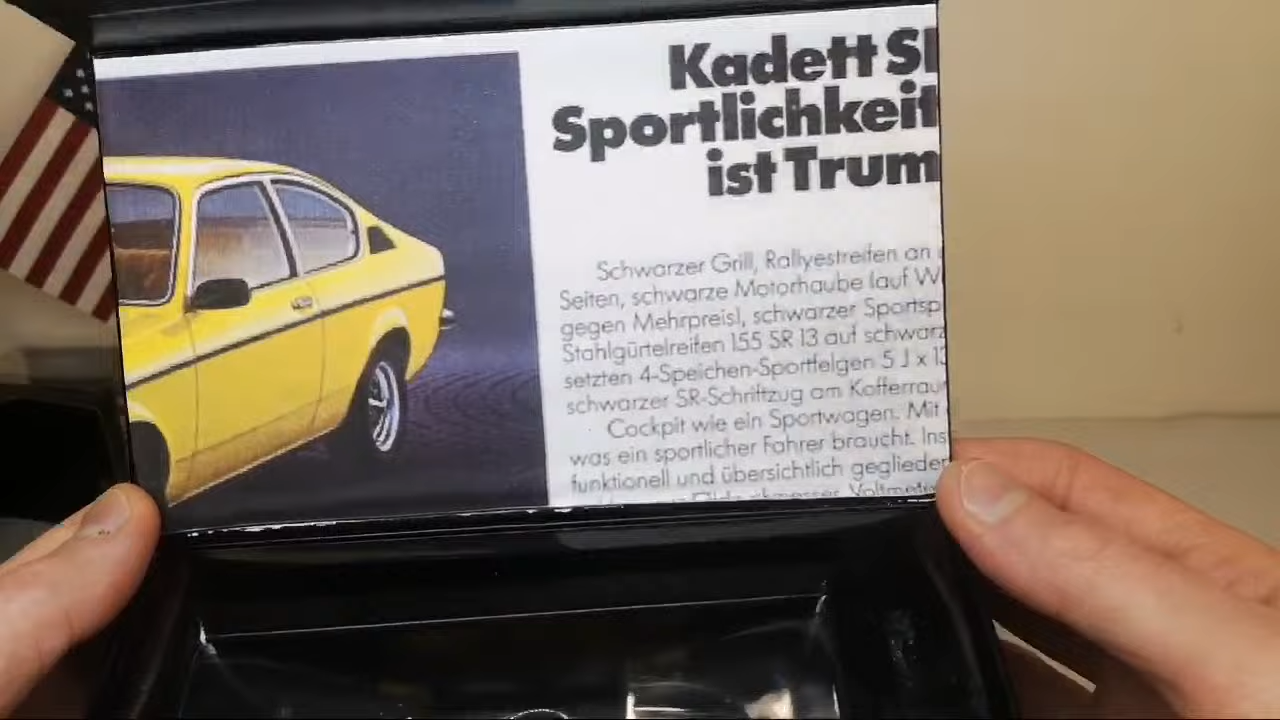 Kadett S
Sportlichkeit
ist Trum
Schwarzer Grill, Rallyestreifen an
Seiten, schwarze Motorhaube (auf W
gegen Mehrpreis), schwarzer Sportsp
Stahlgürtelreifen 155 SR 13 auf schwarz
setzten 4-Speichen-Sportfelgen 5 J x 13
schwarzer SR-Schriftzug am Kofferrau
Cockpit wie ein Sportwagen. Mit
was ein sportlicher Fahrer braucht. Ins
funktionell und übersichtlich geglieder
Voltmeter